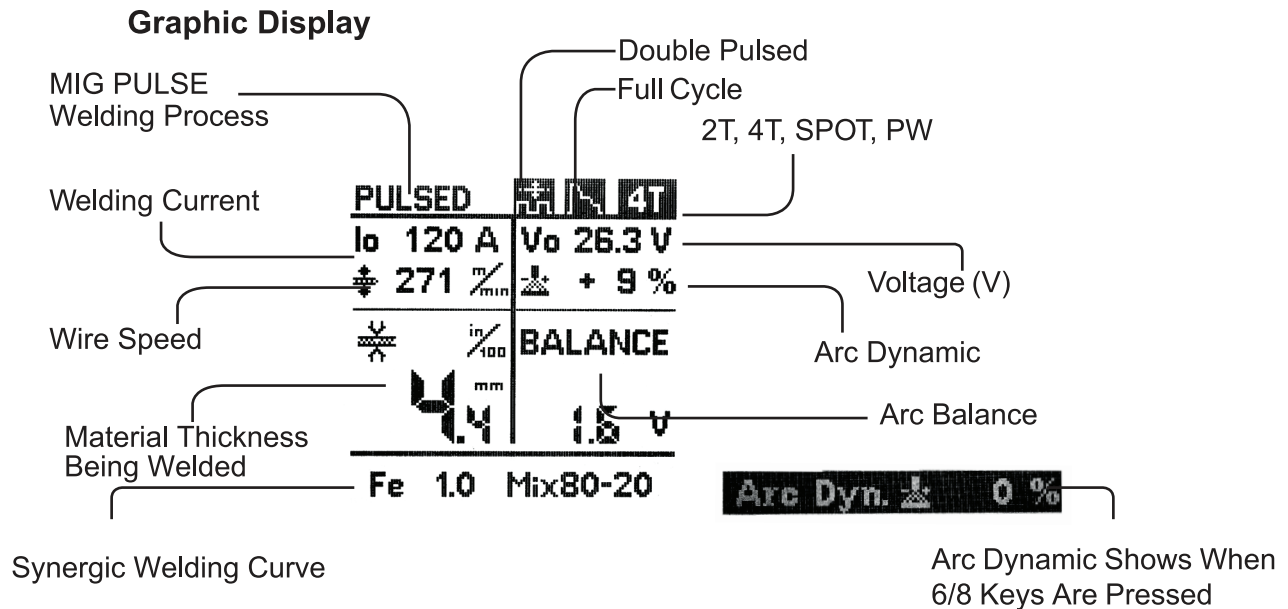 Graphic Display
Double Pulsed
MIG PULSE
Welding Process
Full Cycle
2T, 4T, SPOT, PW
Welding Current
PULSED 4T
Io 120 A Vo 26.3 V
271 m/min + 9 %
Voltage (V)
Wire Speed
in/100 BALANCE
Arc Dynamic
mm
4.4 1.6 V
Arc Balance
Material Thickness
Being Welded
Fe 1.0 Mix80-20
Arc Dyn. 0 %
Synergic Welding Curve
Arc Dynamic Shows When
6/8 Keys Are Pressed